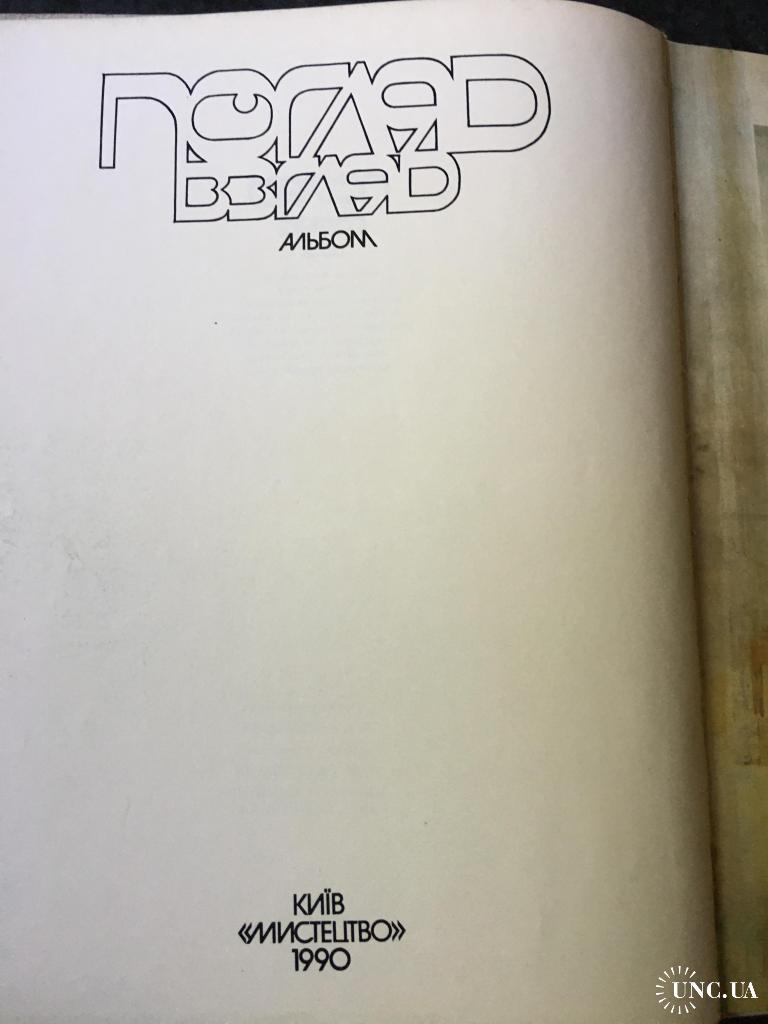 ПОГЛЯД
ВЗГЛЯД
АЛЬБОМ
КИЇВ
«МИСТЕЦТВО»
1990
UNC.UA